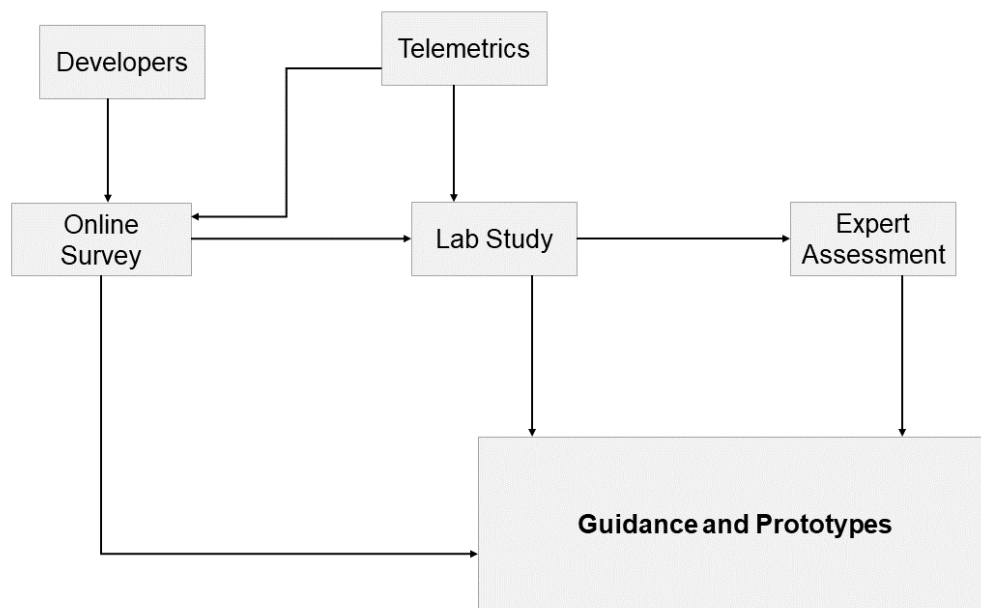 Developers
Telemetrics
Online
Survey
Lab Study
Expert
Assessment
Guidance and Prototypes